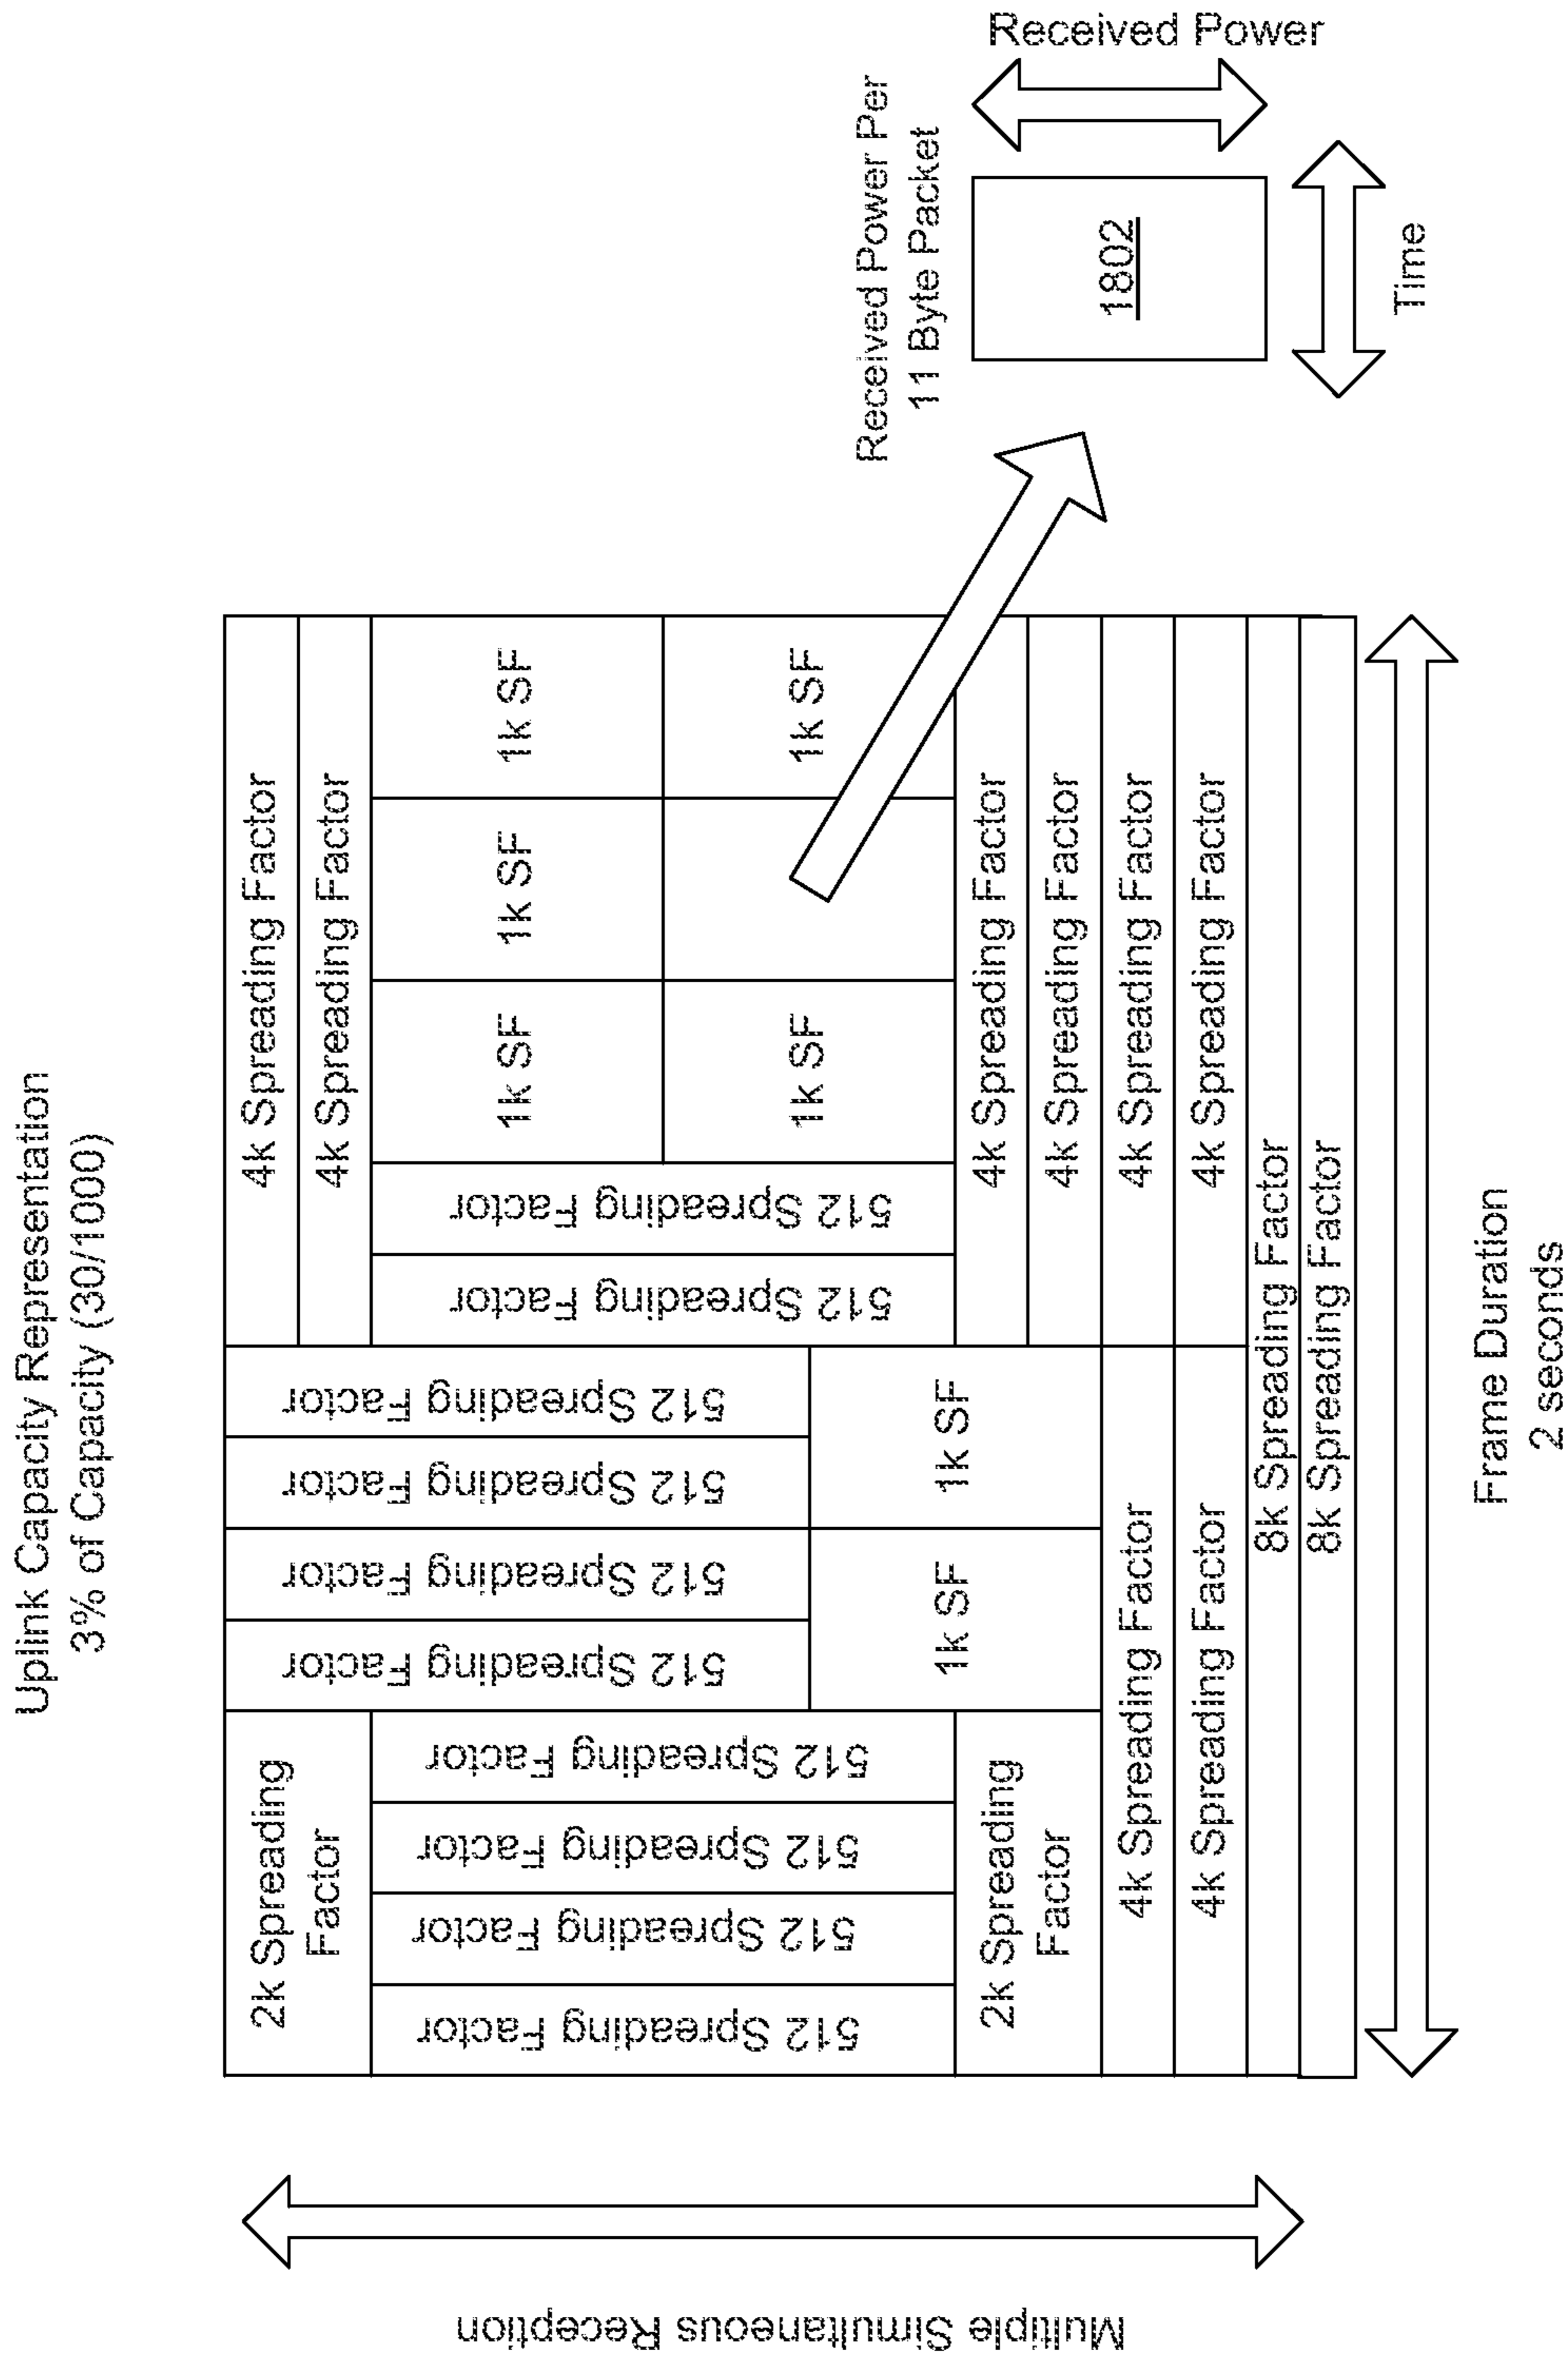 Uplink Capacity Representation
3% of Capacity (30/1000)
Multiple Simultaneous Reception
2k Spreading
Factor
512 Spreading Factor
512 Spreading Factor
512 Spreading Factor
512 Spreading Factor
2k Spreading
Factor
512 Spreading Factor
512 Spreading Factor
512 Spreading Factor
512 Spreading Factor
1k SF
1k SF
4k Spreading Factor
4k Spreading Factor
4k Spreading Factor
4k Spreading Factor
512 Spreading Factor
512 Spreading Factor
1k SF
1k SF
1k SF
1k SF
1k SF
4k Spreading Factor
4k Spreading Factor
4k Spreading Factor
4k Spreading Factor
8k Spreading Factor
8k Spreading Factor
Frame Duration
2 seconds
Received Power Per
11 Byte Packet
1802
Received Power
Time